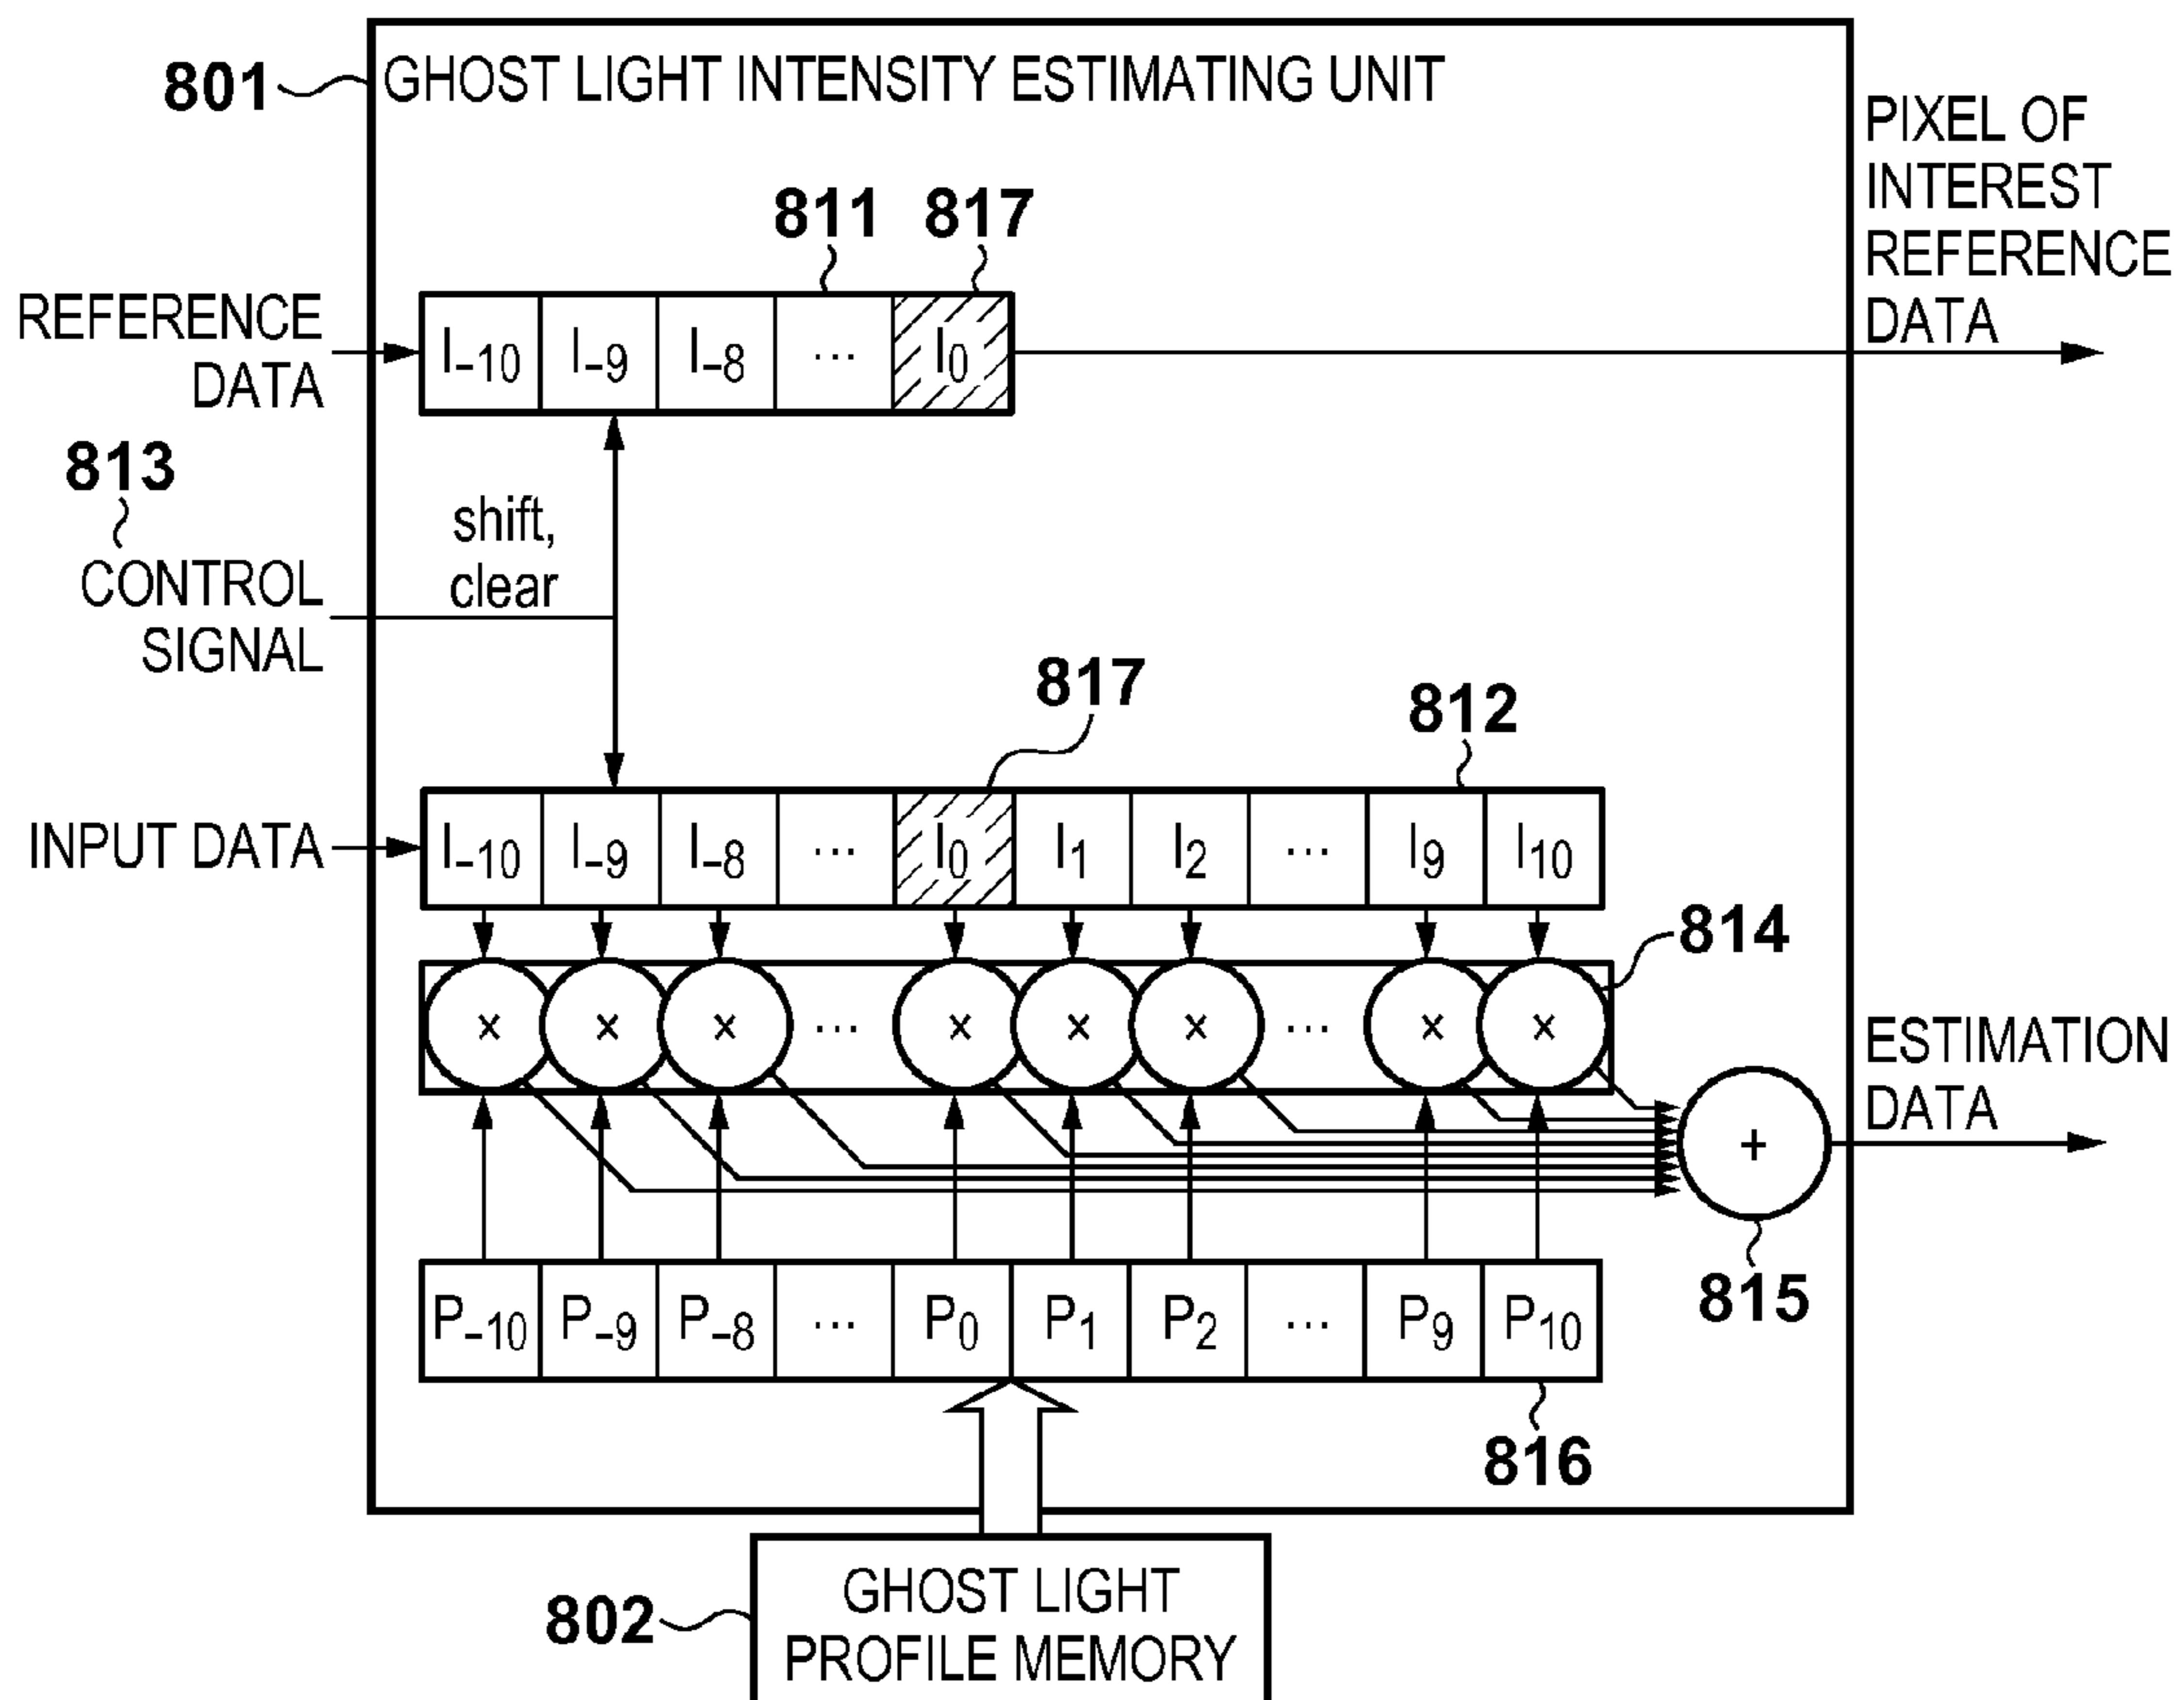 801
GHOST LIGHT INTENSITY ESTIMATING UNIT
PIXEL OF
INTEREST
REFERENCE
DATA
811
817
REFERENCE
DATA
I-10 I-9 I-8 ... I0
813
CONTROL
SIGNAL
shift,
clear
817
812
INPUT DATA
I-10 I-9 I-8 ... I0 I1 I2 ... I9 I10
814
× × × ... × × × ... × ×
ESTIMATION
DATA
+
815
P-10 P-9 P-8 ... P0 P1 P2 ... P9 P10
816
802
GHOST LIGHT
PROFILE MEMORY